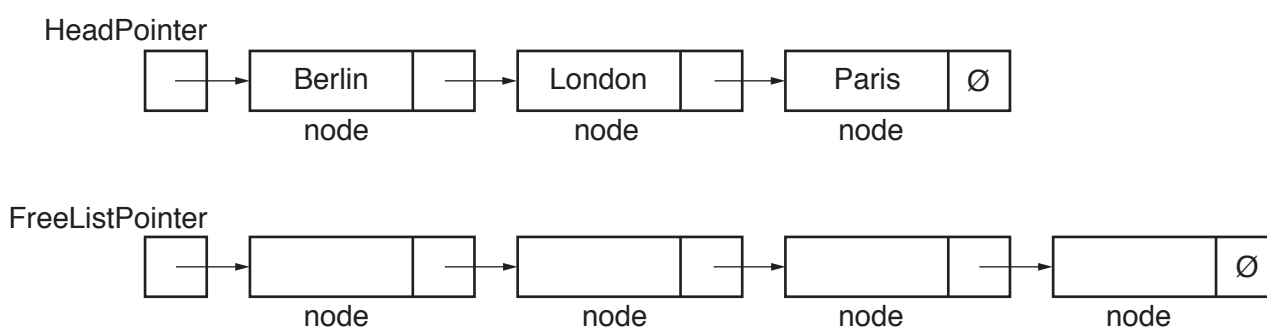 HeadPointer
Berlin London Paris Ø
node node node
FreeListPointer
Ø
node node node node